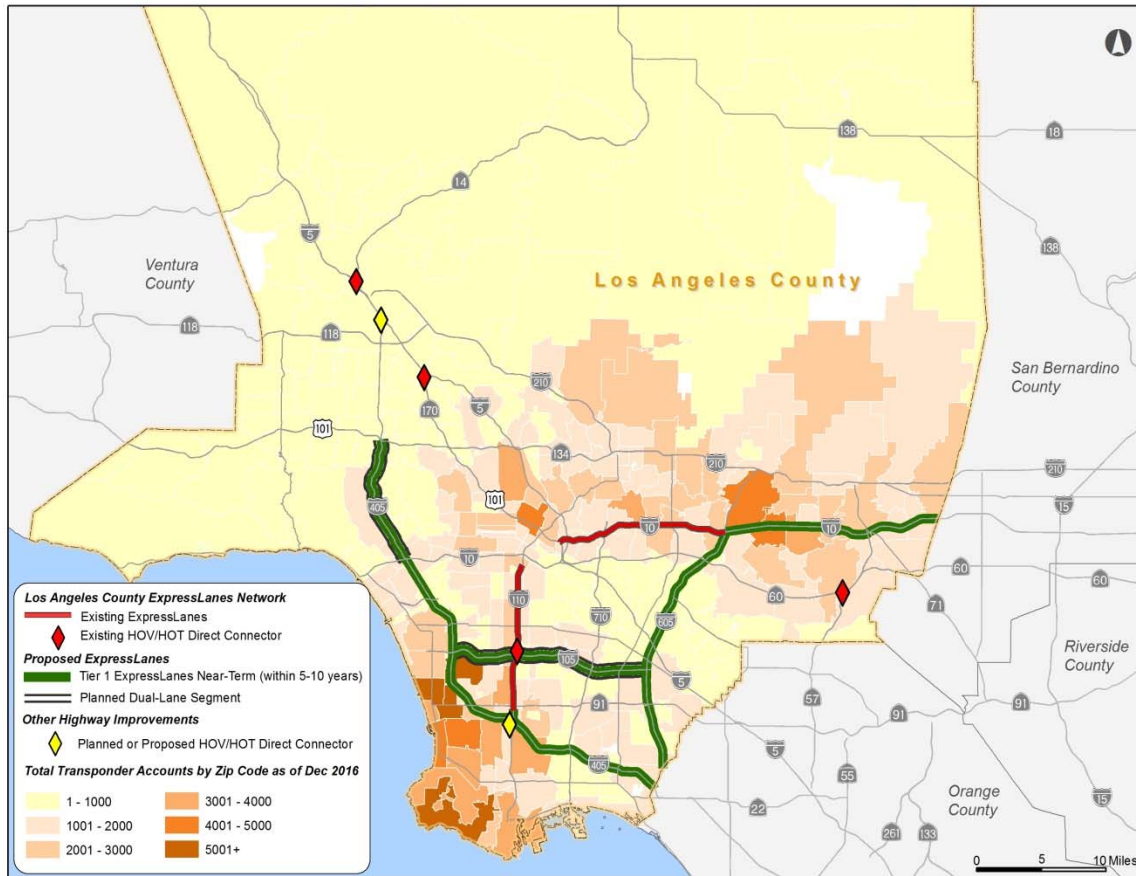 138
18
14
5
138
Ventura
County
Los Angeles County
118
118
San Bernardino
County
210
170
5
101
134
210
210
101
15
405
10
10
10
60
60
110
710
60
71
605
Riverside
County
105
5
57
91
91
91
405
5
55
22
Orange
County
15
261
133
Los Angeles County ExpressLanes Network
Existing ExpressLanes
Existing HOV/HOT Direct Connector
Proposed ExpressLanes
Tier 1 ExpressLanes Near-Term (within 5-10 years)
Planned Dual-Lane Segment
Other Highway Improvements
Planned or Proposed HOV/HOT Direct Connector
Total Transponder Accounts by Zip Code as of Dec 2016
1 - 1000
3001 - 4000
1001 - 2000
4001 - 5000
2001 - 3000
5001+
0 5 10 Miles